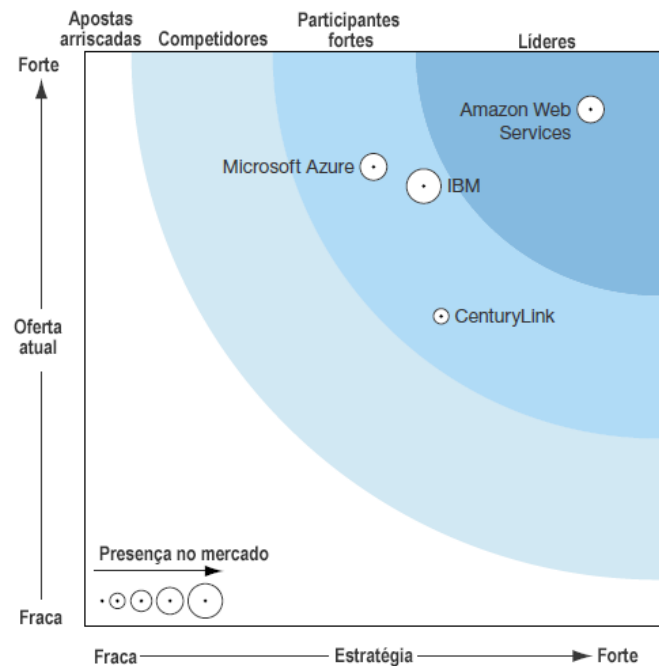 Apostas
arriscadas
Competidores
Participantes
fortes
Líderes
Forte
Amazon Web
Services
Microsoft Azure
IBM
CenturyLink
Oferta
atual
Presença no mercado
Fraca
Fraca
Estratégia
Forte